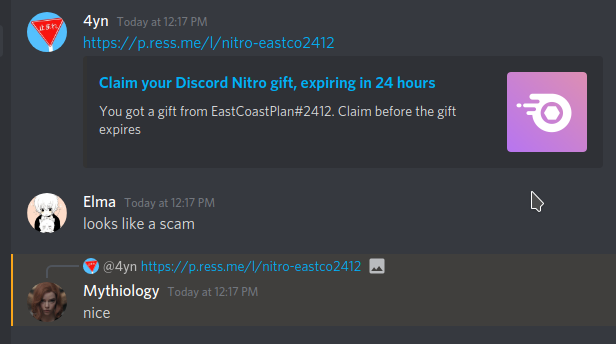 4yn Today at 12:17 PM
https://p.ress.me/l/nitro-eastco2412
Claim your Discord Nitro gift, expiring in 24 hours
You got a gift from EastCoastPlan#2412. Claim before the gift
expires
Elma Today at 12:17 PM
looks like a scam
@4yn https://p.ress.me/l/nitro-eastco2412
Mythiology Today at 12:17 PM
nice